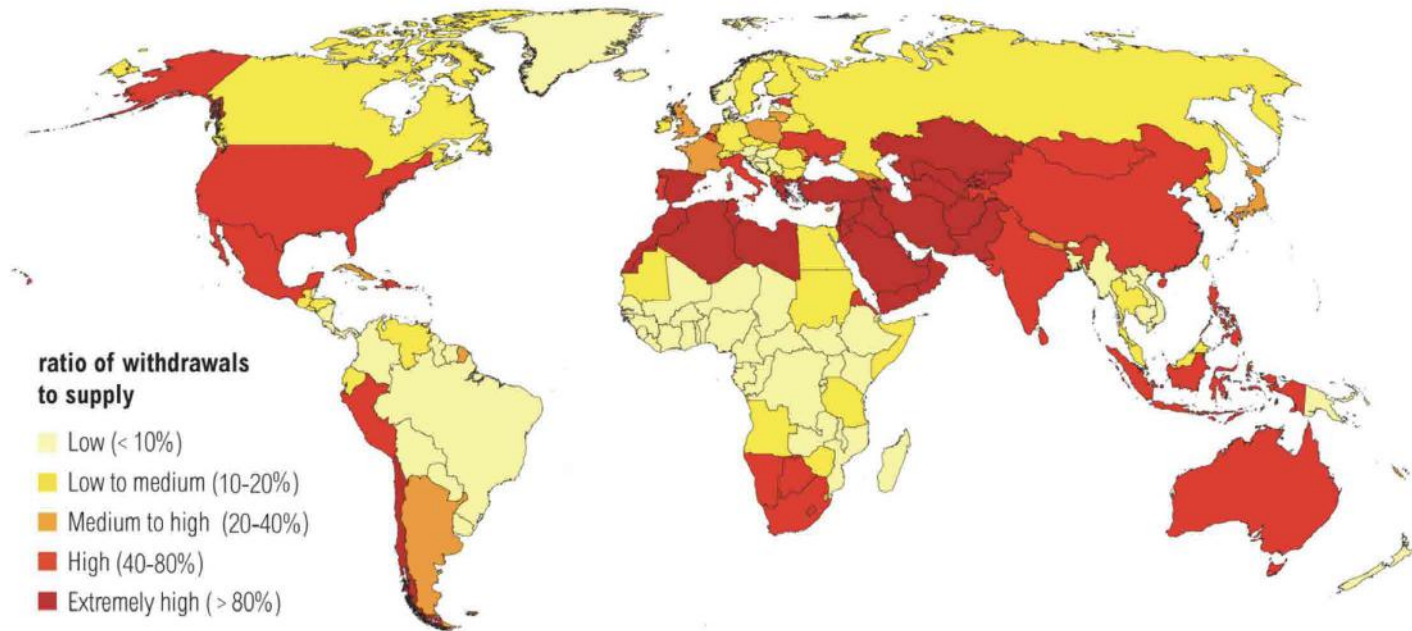 ratio of withdrawals
to supply
Low (< 10%)
Low to medium (10-20%)
Medium to high (20-40%)
High (40-80%)
Extremely high (> 80%)